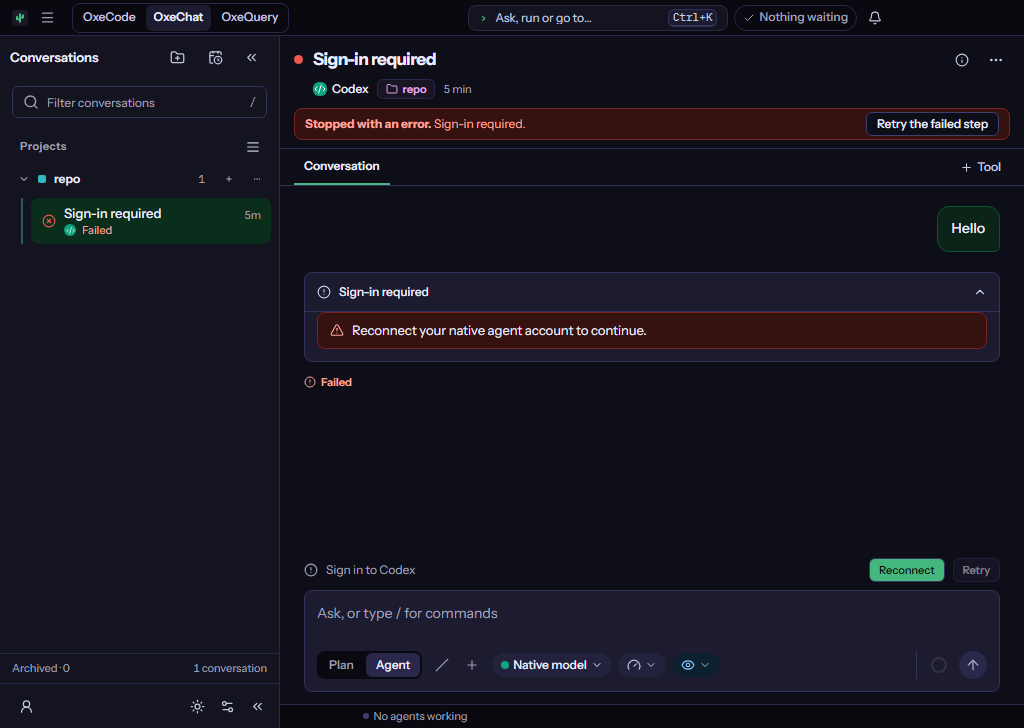 OxeCode OxeChat OxeQuery
› Ask, run or go to... Ctrl+K
Nothing waiting
Conversations
Filter conversations /
Projects
repo 1 + ...
Sign-in required 5m
Failed
Archived · 0 1 conversation
Sign-in required
Codex repo 5 min
Stopped with an error. Sign-in required. Retry the failed step
Conversation + Tool
Hello
Sign-in required
Reconnect your native agent account to continue.
Failed
Sign in to Codex Reconnect Retry
Ask, or type / for commands
Plan Agent Native model
No agents working